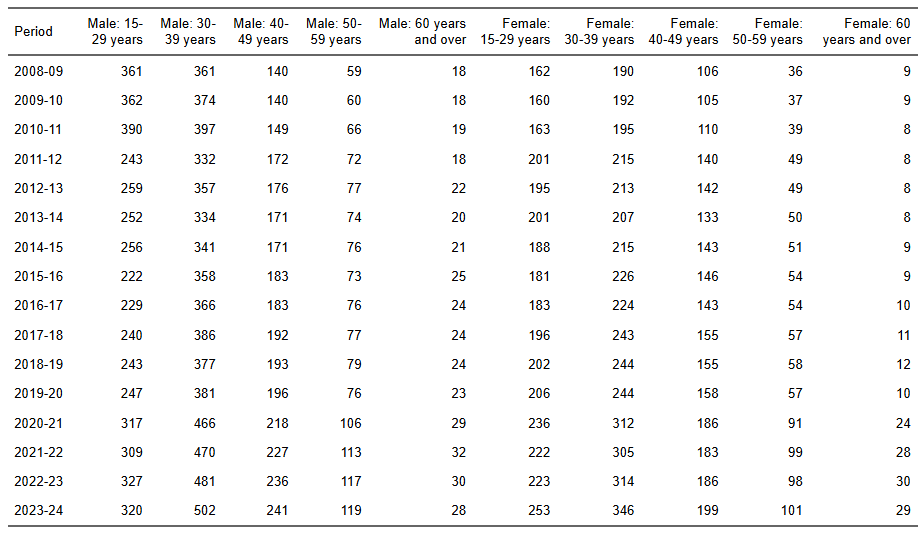 Period Male: 15-29 years Male: 30-39 years Male: 40-49 years Male: 50-59 years Male: 60 years and over Female: 15-29 years Female: 30-39 years Female: 40-49 years Female: 50-59 years Female: 60 years and over
2008-09 361 361 140 59 18 162 190 106 36 9
2009-10 362 374 140 60 18 160 192 105 37 9
2010-11 390 397 149 66 19 163 195 110 39 8
2011-12 243 332 172 72 18 201 215 140 49 8
2012-13 259 357 176 77 22 195 213 142 49 8
2013-14 252 334 171 74 20 201 207 133 50 8
2014-15 256 341 171 76 21 188 215 143 51 9
2015-16 222 358 183 73 25 181 226 146 54 9
2016-17 229 366 183 76 24 183 224 143 54 10
2017-18 240 386 192 77 24 196 243 155 57 11
2018-19 243 377 193 79 24 202 244 155 58 12
2019-20 247 381 196 76 23 206 244 158 57 10
2020-21 317 466 218 106 29 236 312 186 91 24
2021-22 309 470 227 113 32 222 305 183 99 28
2022-23 327 481 236 117 30 223 314 186 98 30
2023-24 320 502 241 119 28 253 346 199 101 29